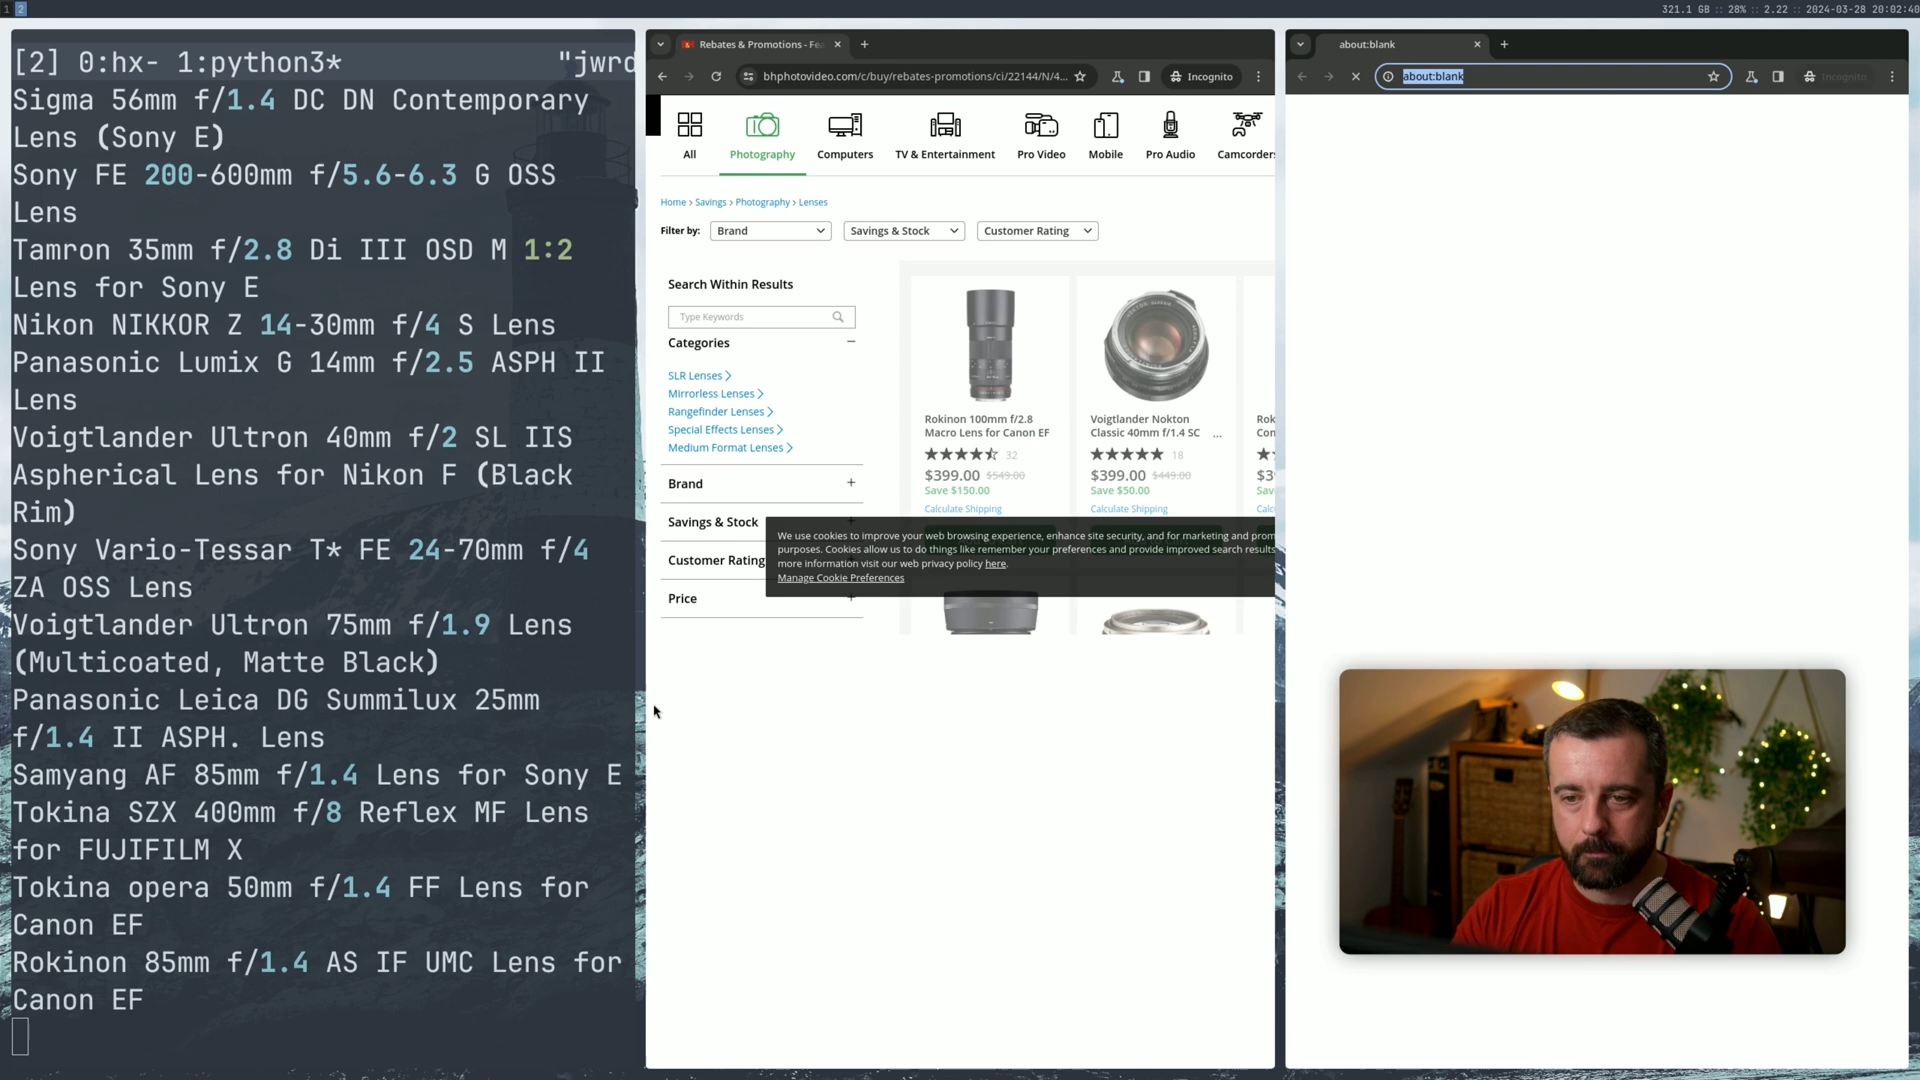 1 2
321.1 GB :: 28% :: 2.22 :: 2024-03-28 20:02:40
[2] 0:hx- 1:python3* "jwrd
Sigma 56mm f/1.4 DC DN Contemporary
Lens (Sony E)
Sony FE 200-600mm f/5.6-6.3 G OSS
Lens
Tamron 35mm f/2.8 Di III OSD M 1:2
Lens for Sony E
Nikon NIKKOR Z 14-30mm f/4 S Lens
Panasonic Lumix G 14mm f/2.5 ASPH II
Lens
Voigtlander Ultron 40mm f/2 SL IIS
Aspherical Lens for Nikon F (Black
Rim)
Sony Vario-Tessar T* FE 24-70mm f/4
ZA OSS Lens
Voigtlander Ultron 75mm f/1.9 Lens
(Multicoated, Matte Black)
Panasonic Leica DG Summilux 25mm
f/1.4 II ASPH. Lens
Samyang AF 85mm f/1.4 Lens for Sony E
Tokina SZX 400mm f/8 Reflex MF Lens
for FUJIFILM X
Tokina opera 50mm f/1.4 FF Lens for
Canon EF
Rokinon 85mm f/1.4 AS IF UMC Lens for
Canon EF
Rebates & Promotions - Fea
bhphotovideo.com/c/buy/rebates-promotions/ci/22144/N/4...
Incognito
All
Photography
Computers
TV & Entertainment
Pro Video
Mobile
Pro Audio
Camcorders
Home > Savings > Photography > Lenses
Filter by:
Brand
Savings & Stock
Customer Rating
Search Within Results
Type Keywords
Categories
SLR Lenses >
Mirrorless Lenses >
Rangefinder Lenses >
Special Effects Lenses >
Medium Format Lenses >
Brand
Savings & Stock
Customer Rating
Price
Rokinon 100mm f/2.8
Macro Lens for Canon EF
32
$399.00 $549.00
Save $150.00
Calculate Shipping
Voigtlander Nokton
Classic 40mm f/1.4 SC ...
18
$399.00 $449.00
Save $50.00
Calculate Shipping
Rok
Com
$3
Sav
Calc
We use cookies to improve your web browsing experience, enhance site security, and for marketing and prom
purposes. Cookies allow us to do things like remember your preferences and provide improved search results
more information visit our web privacy policy here.
Manage Cookie Preferences
about:blank
about:blank
Incognito